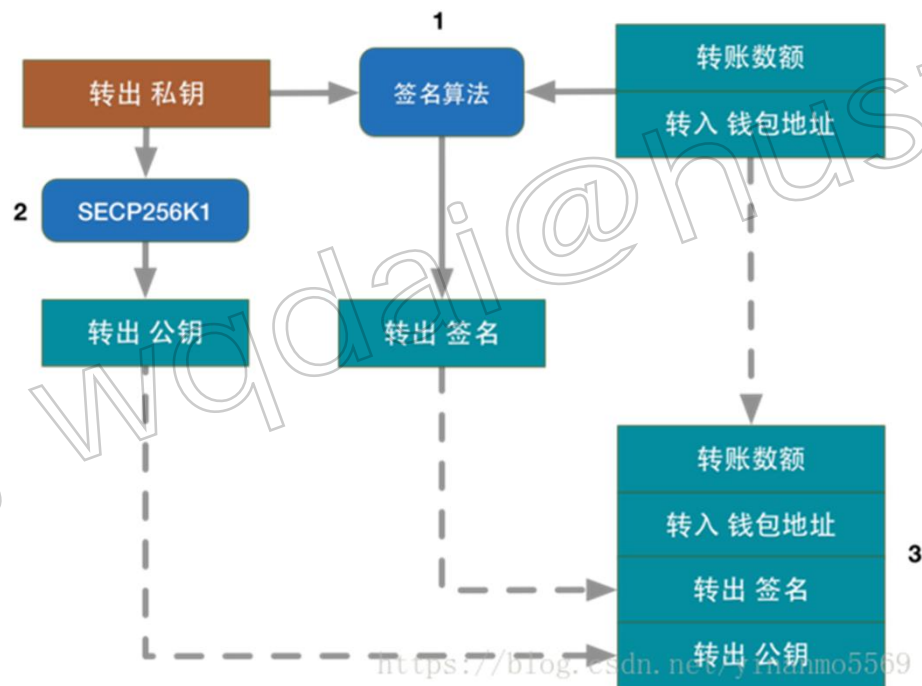 1
转出 私钥
签名算法
转账数额
转入 钱包地址
2
SECP256K1
转出 公钥
转出 签名
转账数额
转入 钱包地址
3
转出 签名
转出 公钥
wqdai@hus
https://blog.csdn.net/yinanmo5569